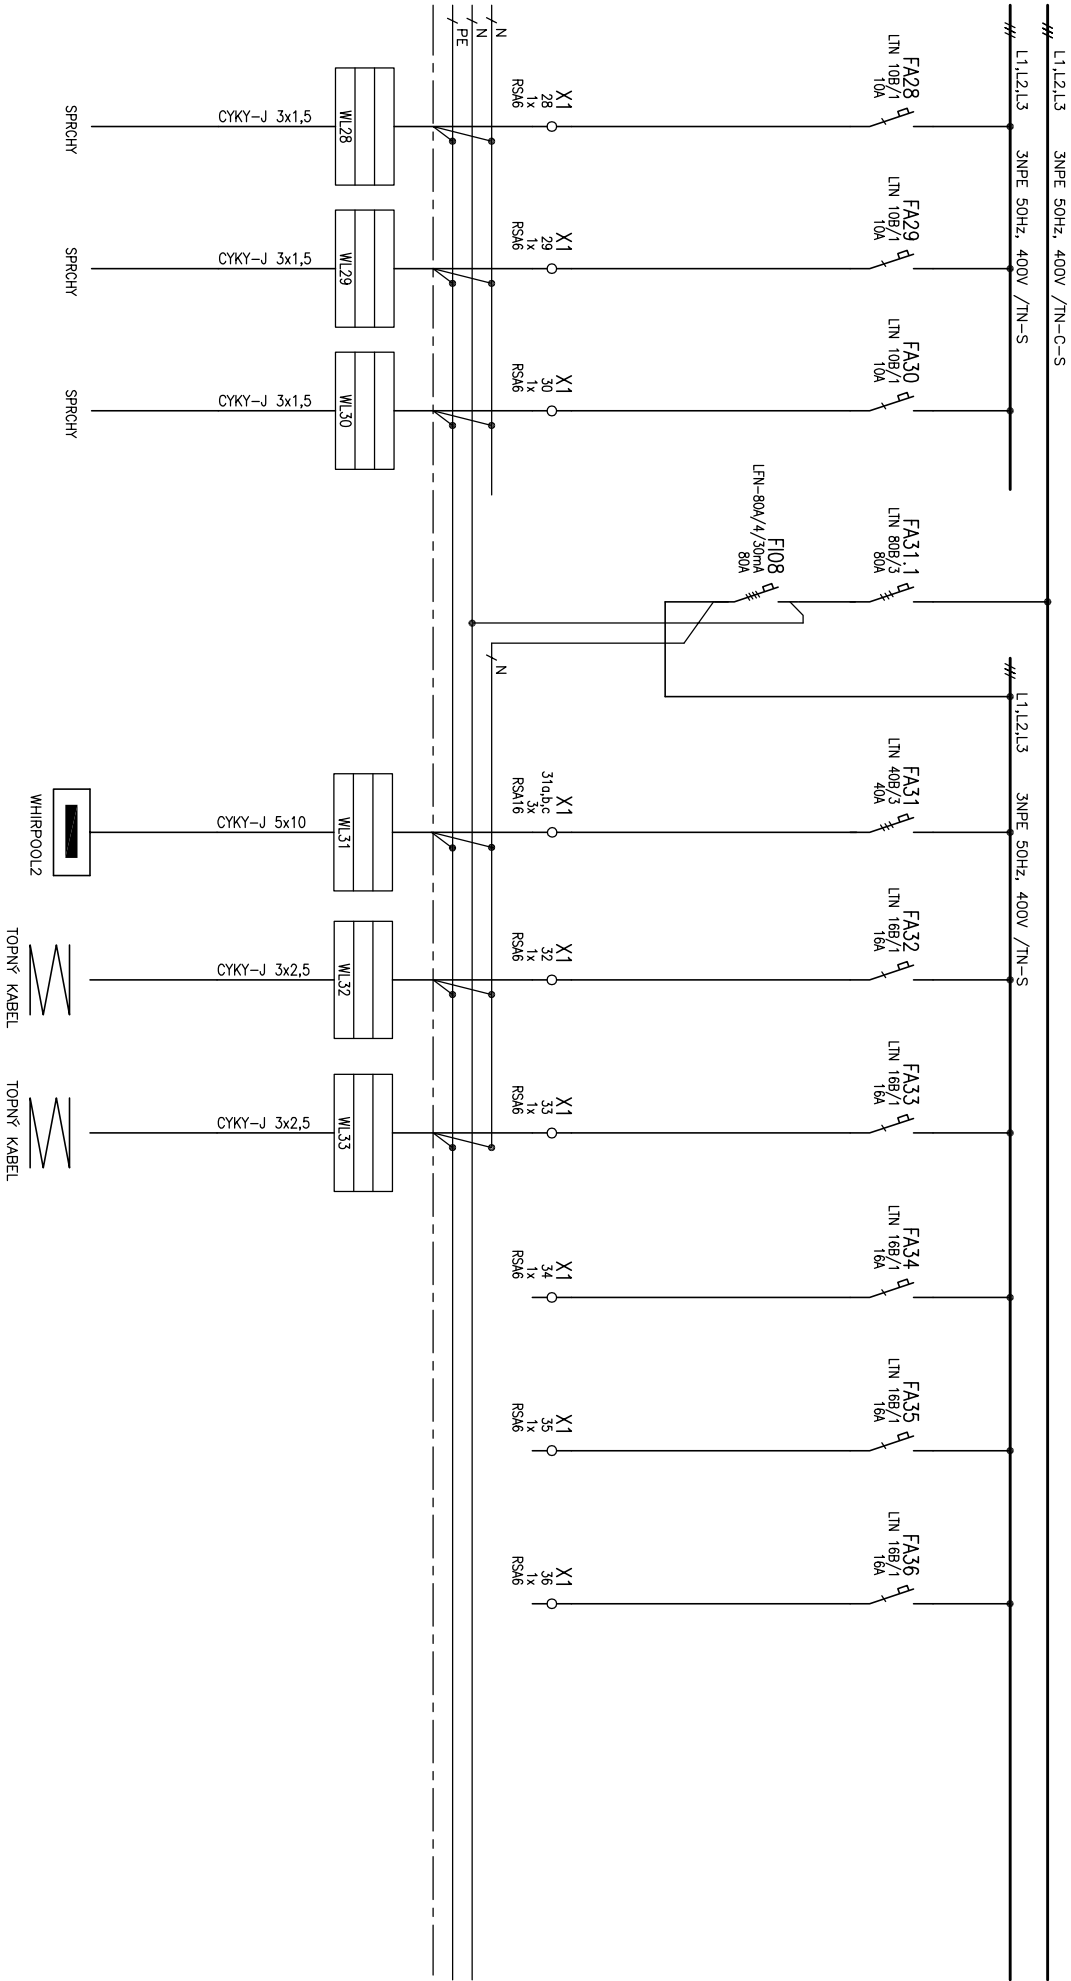 L1,L2,L3 3NPE 50Hz, 400V /TN-C-S
L1,L2,L3 3NPE 50Hz, 400V /TN-S
FA28
LTN 10B/1
10A
X1
28
1x
RSA6
WL28
CYKY-J 3x1,5
SPRCHY
FA29
LTN 10B/1
10A
X1
29
1x
RSA6
WL29
CYKY-J 3x1,5
SPRCHY
FA30
LTN 10B/1
10A
X1
30
1x
RSA6
WL30
CYKY-J 3x1,5
SPRCHY
N
N
PE
FA31.1
LTN 80B/3
80A
FI08
LFN-80A/4/30mA
80A
N
L1,L2,L3 3NPE 50Hz, 400V /TN-S
FA31
LTN 40B/3
40A
X1
31a,b,c
3x
RSA16
WL31
CYKY-J 5x10
WHIRPOOL2
FA32
LTN 16B/1
16A
X1
32
1x
RSA6
WL32
CYKY-J 3x2,5
TOPNÝ KABEL
FA33
LTN 16B/1
16A
X1
33
1x
RSA6
WL33
CYKY-J 3x2,5
TOPNÝ KABEL
FA34
LTN 16B/1
16A
X1
34
1x
RSA6
FA35
LTN 16B/1
16A
X1
35
1x
RSA6
FA36
LTN 16B/1
16A
X1
36
1x
RSA6